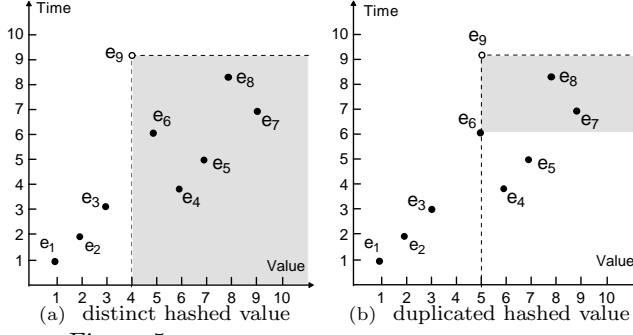 Time
Time
10
9
8
7
6
5
4
3
2
1
e9
e8
e6
e7
e5
e4
e3
e1
e2
Value
1 2 3 4 5 6 7 8 9 10
(a) distinct hashed value
10
9
8
7
6
5
4
3
2
1
e9
e8
e6
e7
e5
e4
e3
e1
e2
Value
1 2 3 4 5 6 7 8 9 10
(b) duplicated hashed value